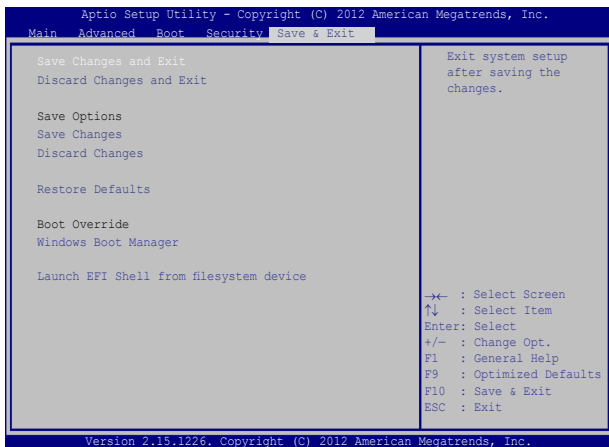 Aptio Setup Utility - Copyright (C) 2012 American Megatrends, Inc.
Main Advanced Boot Security Save & Exit
Save Changes and Exit
Discard Changes and Exit
Save Options
Save Changes
Discard Changes
Restore Defaults
Boot Override
Windows Boot Manager
Launch EFI Shell from filesystem device
Exit system setup
after saving the
changes.
→← : Select Screen
↑↓ : Select Item
Enter: Select
+/− : Change Opt.
F1 : General Help
F9 : Optimized Defaults
F10 : Save & Exit
ESC : Exit
Version 2.15.1226. Copyright (C) 2012 American Megatrends, Inc.